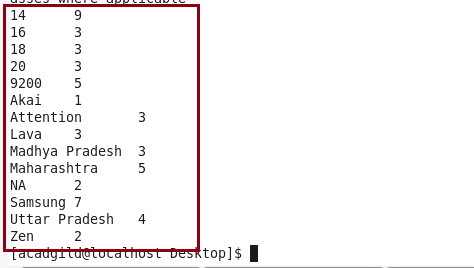 asses where applicable
14 9
16 3
18 3
20 3
9200 5
Akai 1
Attention 3
Lava 3
Madhya Pradesh 3
Maharashtra 5
NA 2
Samsung 7
Uttar Pradesh 4
Zen 2
[acadgild@localhost Desktop]$